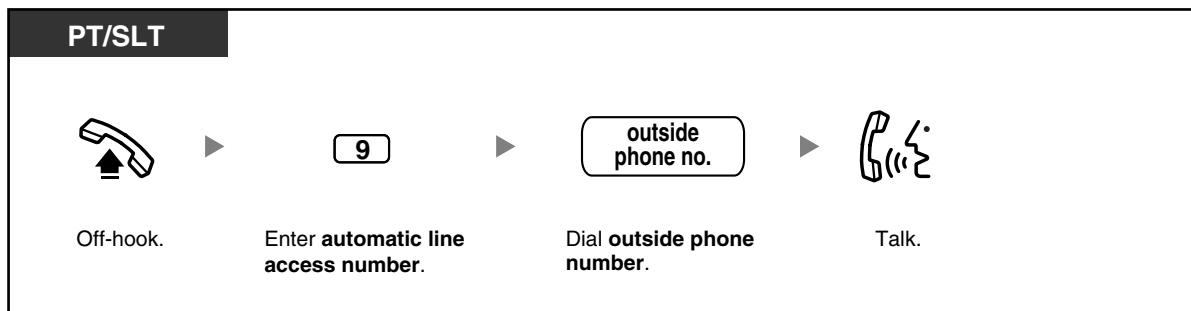 PT/SLT
9
outside
phone no.
Off-hook.
Enter automatic line
access number.
Dial outside phone
number.
Talk.